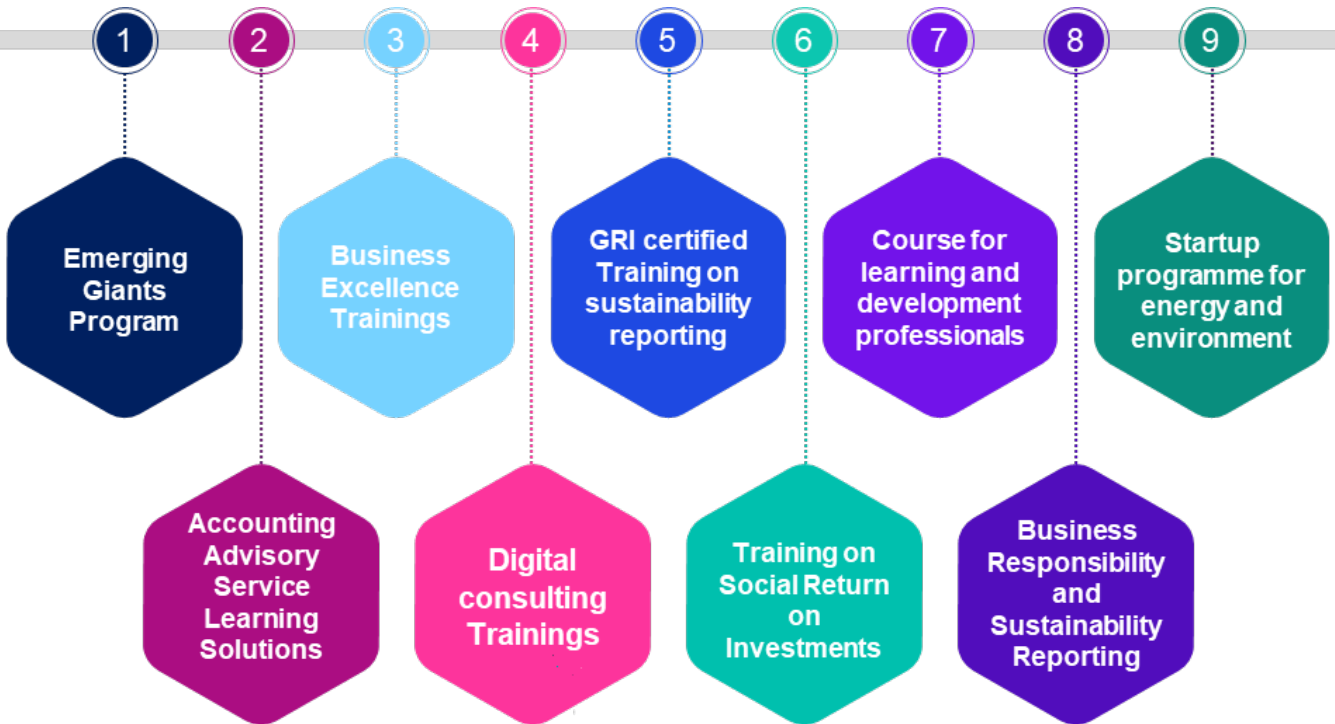 1
2
3
4
5
6
7
8
9
Emerging
Giants
Program
Accounting
Advisory
Service
Learning
Solutions
Business
Excellence
Trainings
Digital
consulting
Trainings
GRI certified
Training on
sustainability
reporting
Training on
Social Return
on
Investments
Course for
learning and
development
professionals
Business
Responsibility
and
Sustainability
Reporting
Startup
programme for
energy and
environment